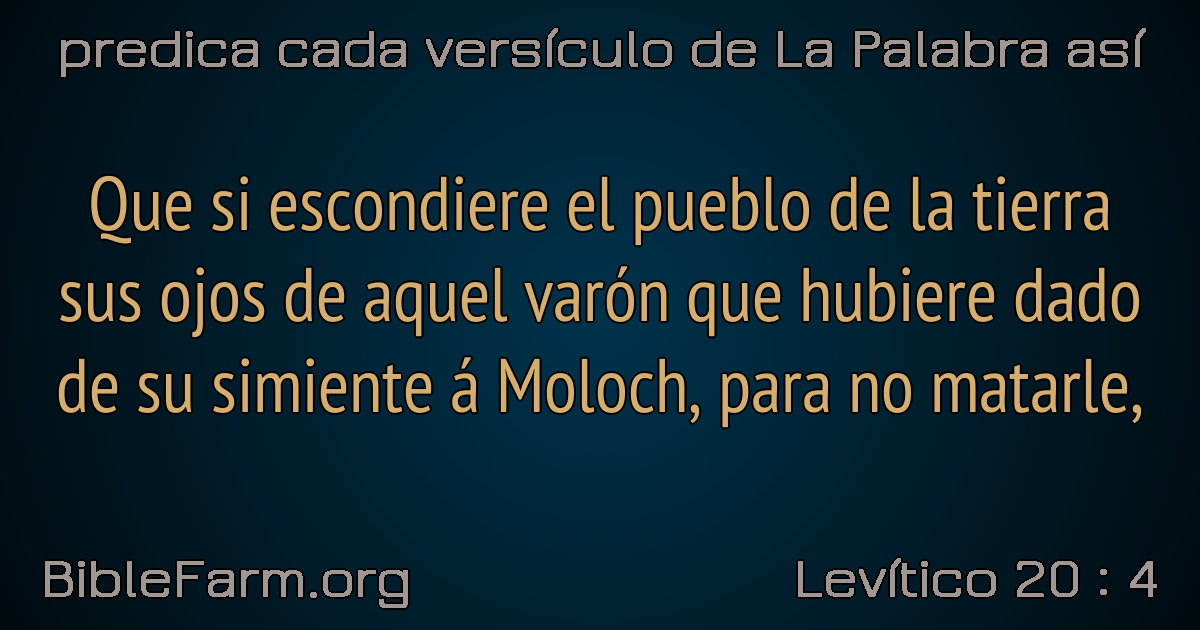 predica cada versículo de La Palabra así
Que si escondiere el pueblo de la tierra
sus ojos de aquel varón que hubiere dado
de su simiente á Moloch, para no matarle,
BibleFarm.org
Levítico 20 : 4